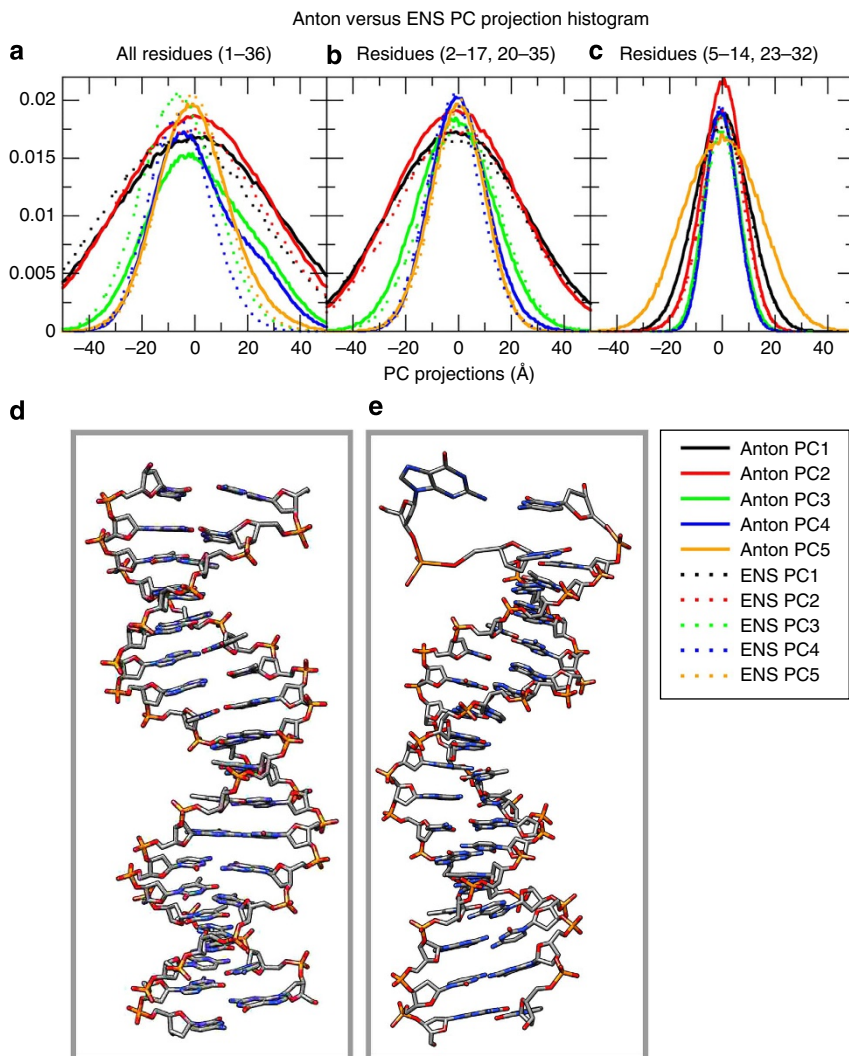 Anton versus ENS PC projection histogram
a All residues (1–36)
b Residues (2–17, 20–35)
c Residues (5–14, 23–32)
0.02
0.015
0.01
0.005
0
–40 –20 0 20 40
–40 –20 0 20 40
–40 –20 0 20 40
PC projections (Å)
d
e
Anton PC1
Anton PC2
Anton PC3
Anton PC4
Anton PC5
ENS PC1
ENS PC2
ENS PC3
ENS PC4
ENS PC5